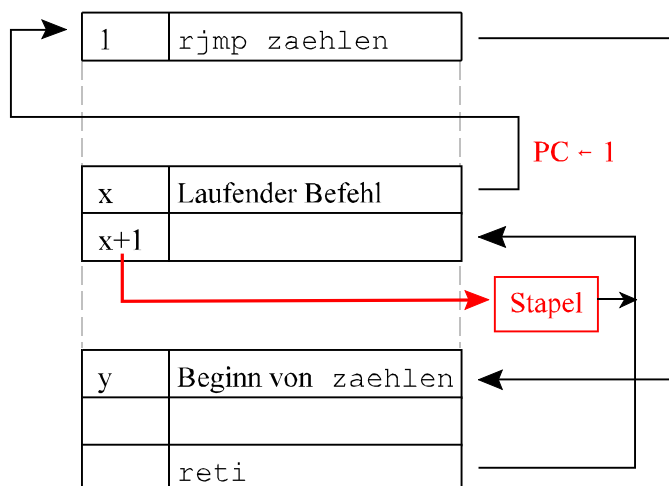 1 rjmp zaehlen
PC ← 1
x Laufender Befehl
x+1
Stapel
y Beginn von zaehlen
reti